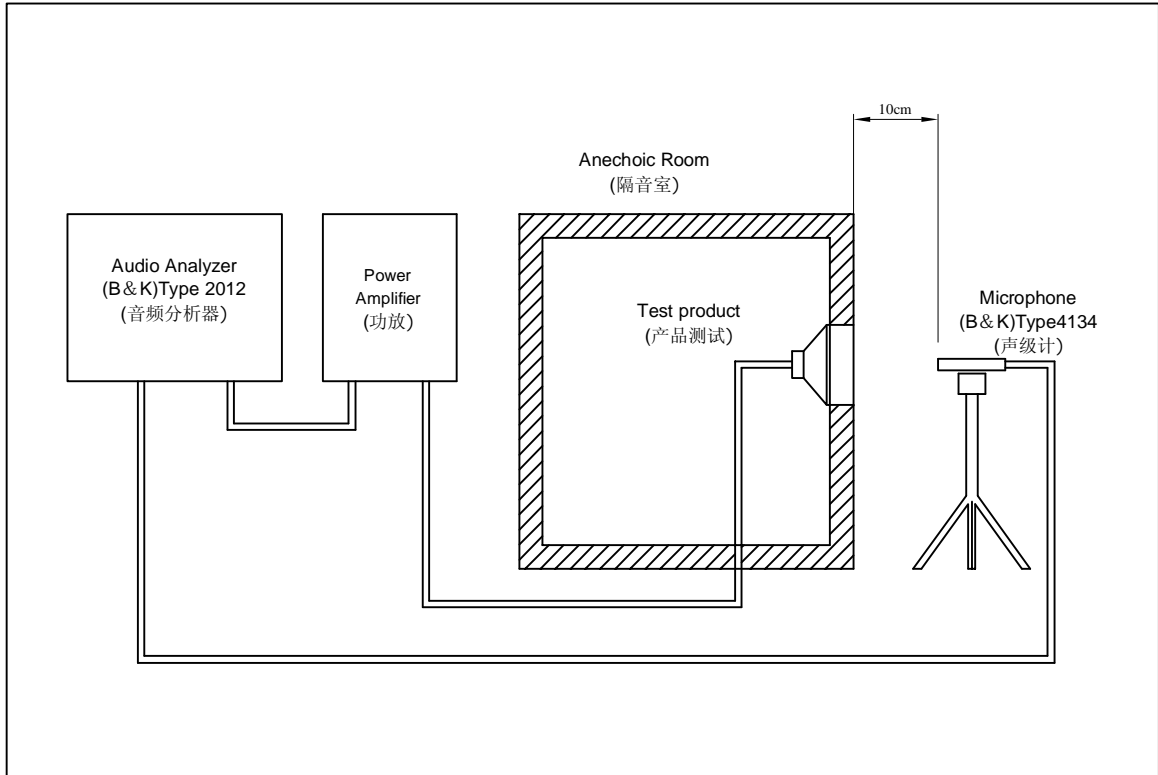 10cm
Anechoic Room
(隔音室)
Audio Analyzer
(B＆K)Type 2012
(音频分析器)
Power
Amplifier
(功放)
Test product
(产品测试)
Microphone
(B＆K)Type4134
(声级计)